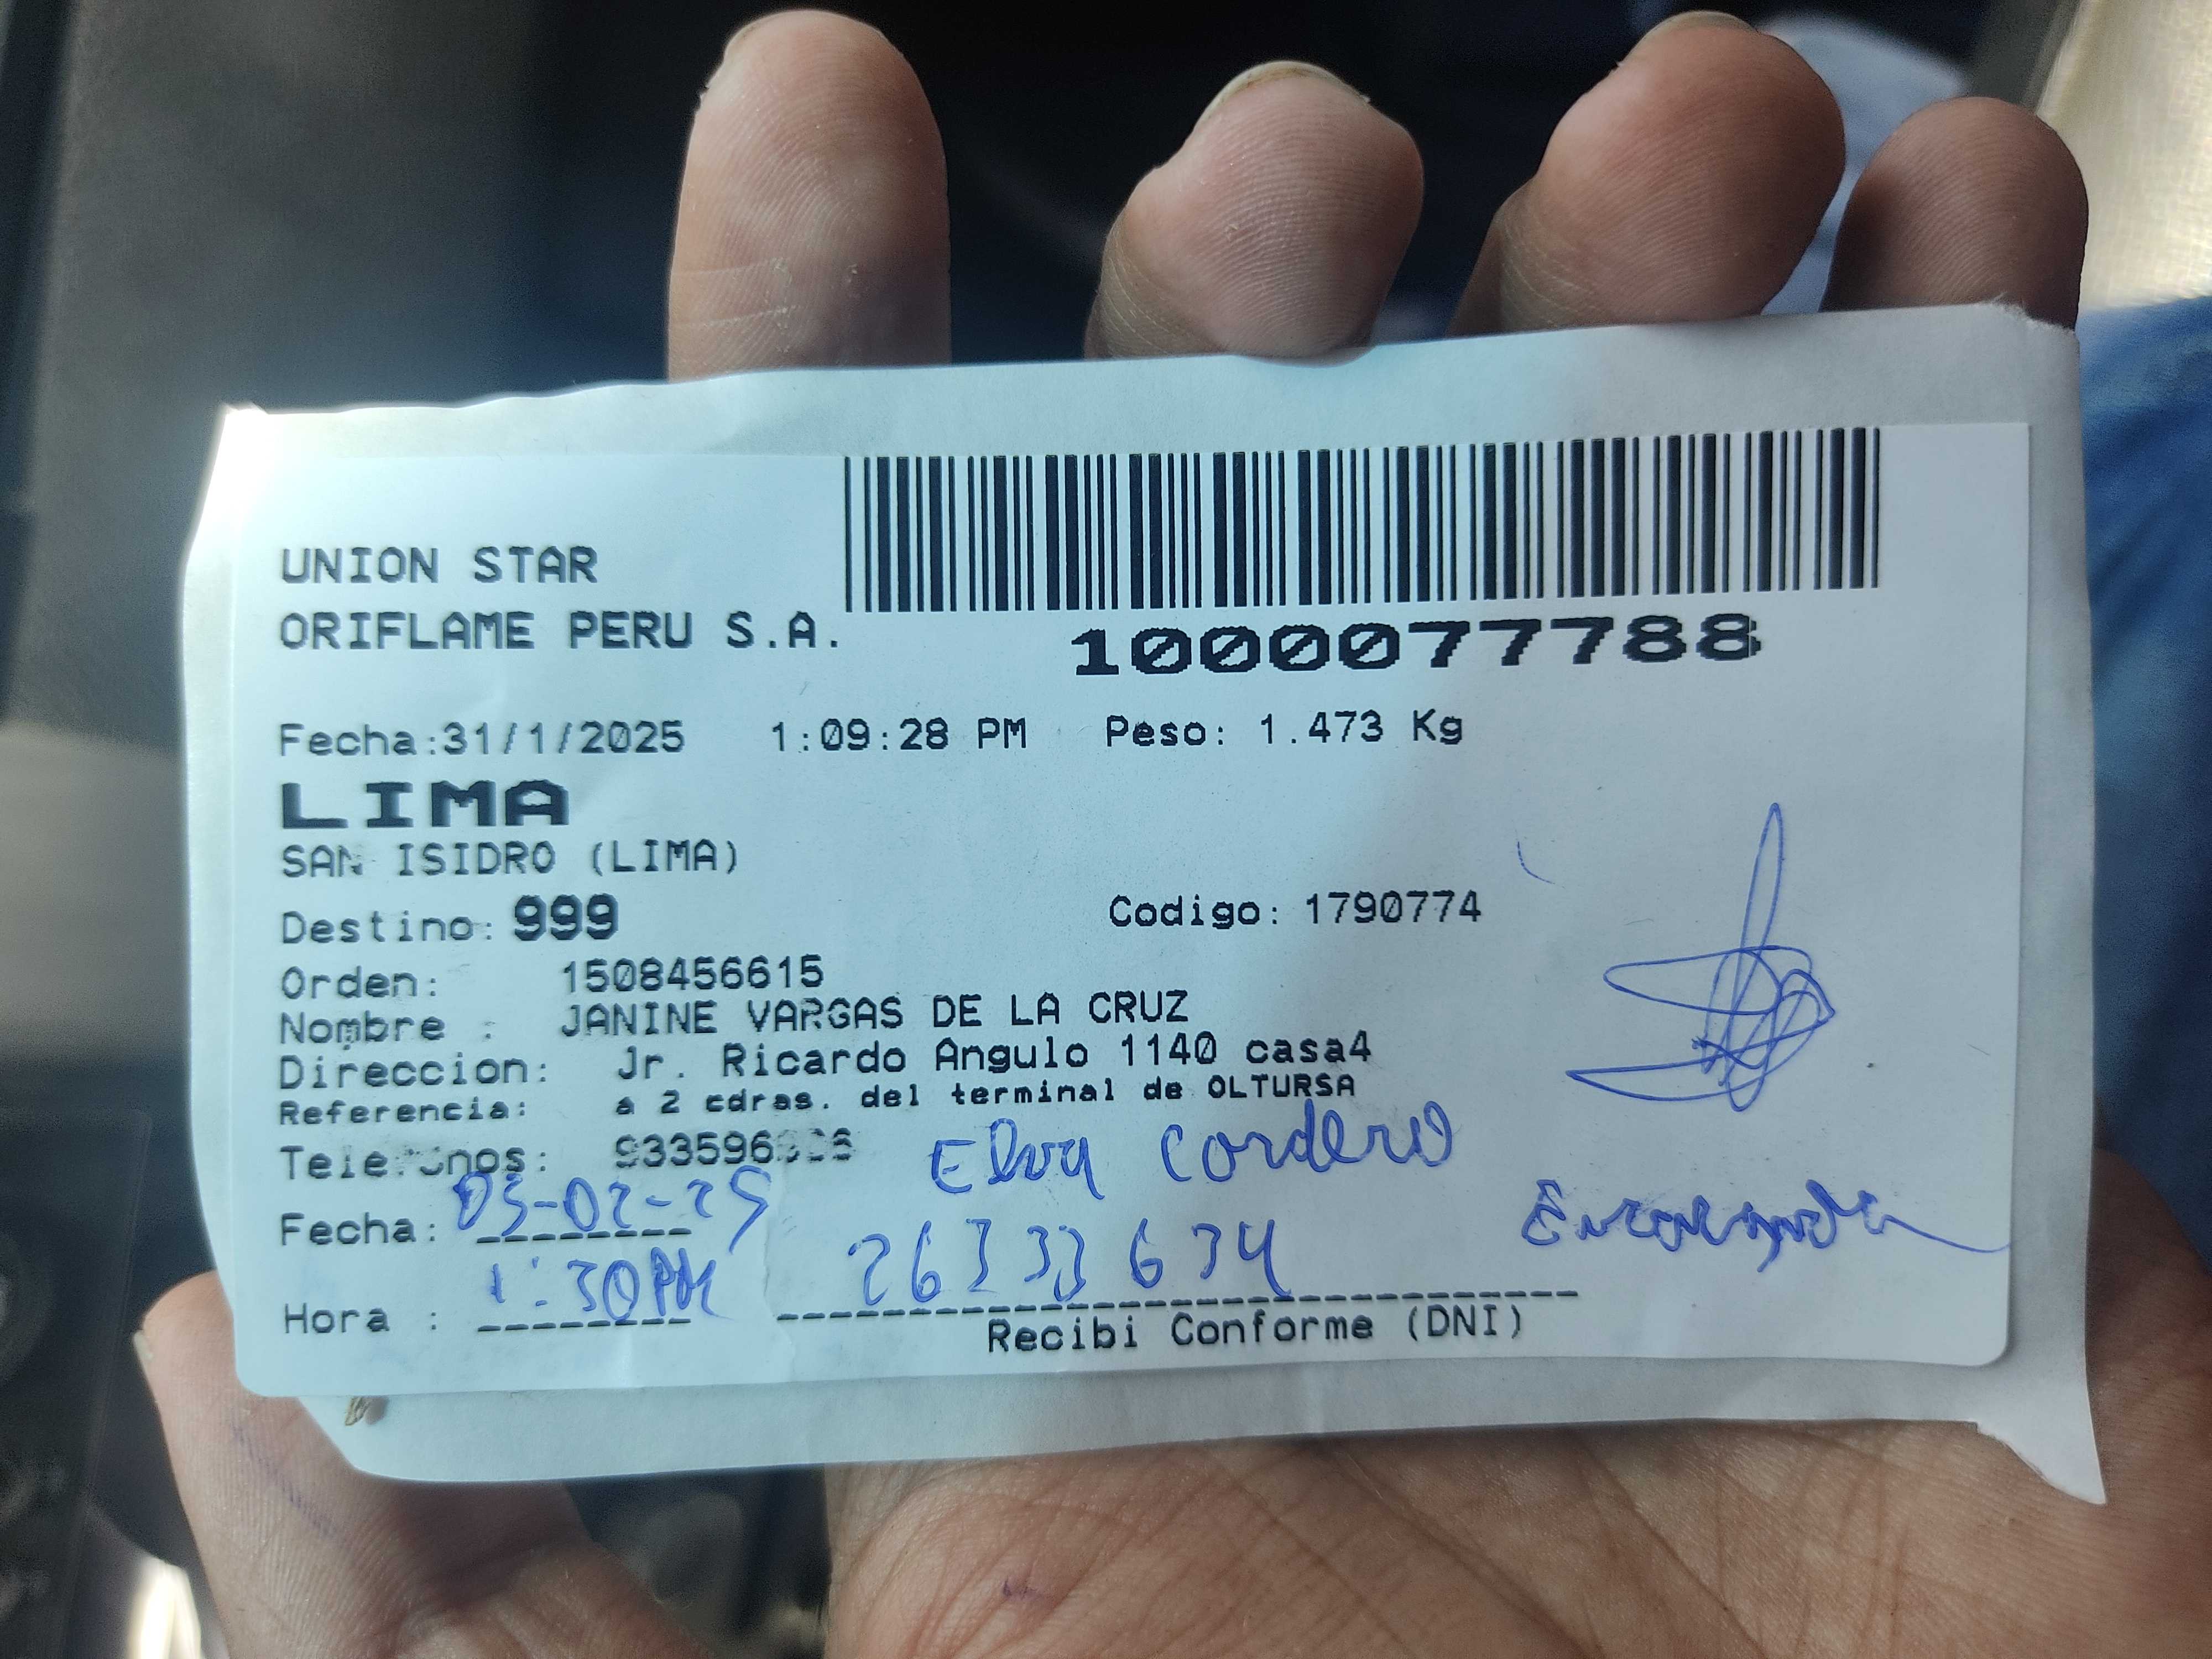 UNION STAR
ORIFLAME PERU S.A.
1000077788
Fecha:31/1/2025 1:09:28 PM Peso: 1.473 Kg
LIMA
SAN ISIDRO (LIMA)
Destino: 999 Codigo: 1790774
Orden: 1508456615
Nombre : JANINE VARGAS DE LA CRUZ
Direccion: Jr. Ricardo Angulo 1140 casa4
Referencia: a 2 cdras. del terminal de OLTURSA
Telefonos: Elva Cordero
Fecha: 03-02-25
Hora : 1:30PM 26333634
Recibi Conforme (DNI)